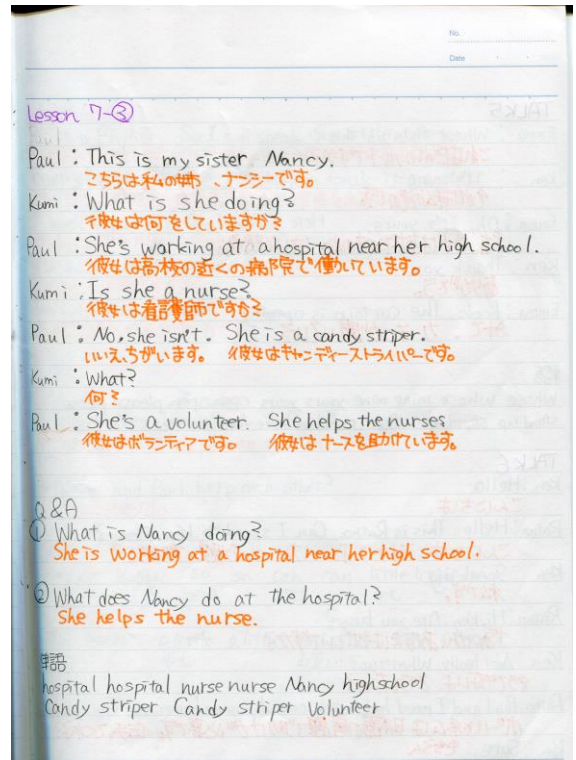 No.
Date
Lesson 7-③
Paul : This is my sister Nancy.
こちらは私の姉、ナンシーです。
Kumi : What is she doing?
彼女は何をしていますか？
Paul : She's working at a hospital near her high school.
彼女は高校の近くの病院で働いています。
Kumi : Is she a nurse?
彼女は看護師ですか？
Paul : No, she isn't. She is a candy striper.
いいえ、ちがいます。 彼女はキャンディーストライパーです。
Kumi : What?
何？
Paul : She's a volunteer. She helps the nurses.
彼女はボランティアです。 彼女はナースを助けています。
Q&A
① What is Nancy doing?
She is working at a hospital near her high school.
② What does Nancy do at the hospital?
She helps the nurse.
単語
hospital hospital nurse nurse Nancy highschool
Candy striper Candy striper Volunteer